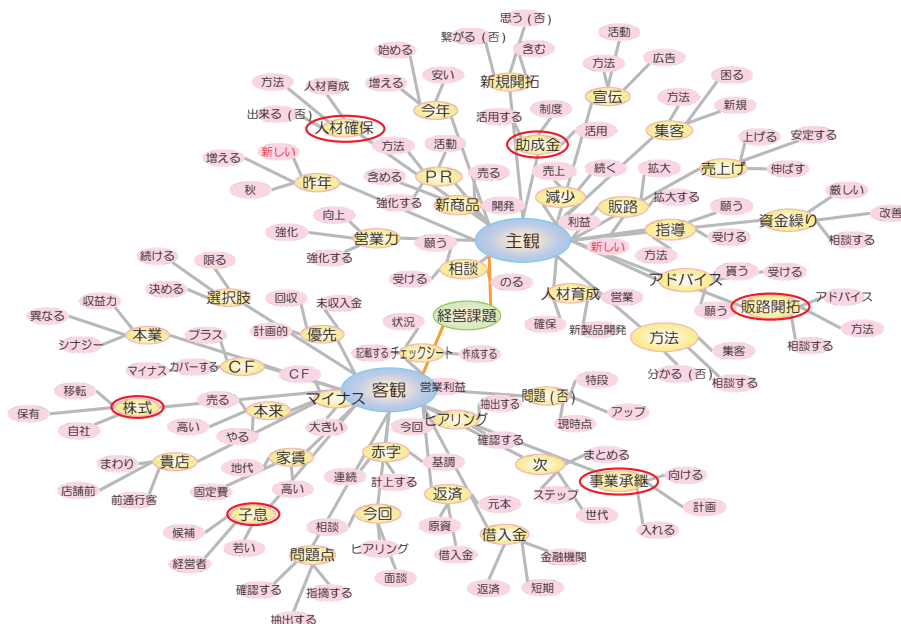 思う(否)
繋がる(否)
含む
新規開拓
活用する
制度
助成金
活用
活動
方法
広告
宣伝
困る
方法
新規
集客
上げる
安定する
売上げ
伸ばす
始める
増える
安い
今年
方法
人材育成
出来る(否)
人材確保
方法
活動
PR
含める
強化する
売る
新商品
開発
売上
減少
続く
利益
拡大
販路
拡大する
新しい
増える
昨年
秋
向上
強化
営業力
強化する
主観
願う
相談
受ける
のる
新しい
願う
指導
受ける
方法
厳しい
資金繰り
改善
相談する
アドバイス
貰う
受ける
願う
販路開拓
アドバイス
方法
相談する
人材育成
営業
確保
新製品開発
方法
集客
分かる(否)
相談する
経営課題
状況
記載する
チェックシート
作成する
客観
営業利益
続ける
限る
決める
選択肢
回収
未収入金
優先
計画的
収益力
異なる
シナジー
本業
プラス
CF
マイナス
カバーする
CF
マイナス
大きい
移転
保有
株式
自社
売る
本来
高い
やる
まわり
貴店
店舗前
前通行客
地代
家賃
固定費
高い
子息
候補
経営者
若い
赤字
連続
計上する
相談
問題点
確認する
指摘する
抽出する
今回
ヒアリング
面談
今回
基調
返済
原資
借入金
元本
借入金
金融機関
返済
短期
問題(否)
特段
アップ
現時点
抽出する
ヒアリング
確認する
次
まとめる
ステップ
世代
事業承継
向ける
計画
入れる